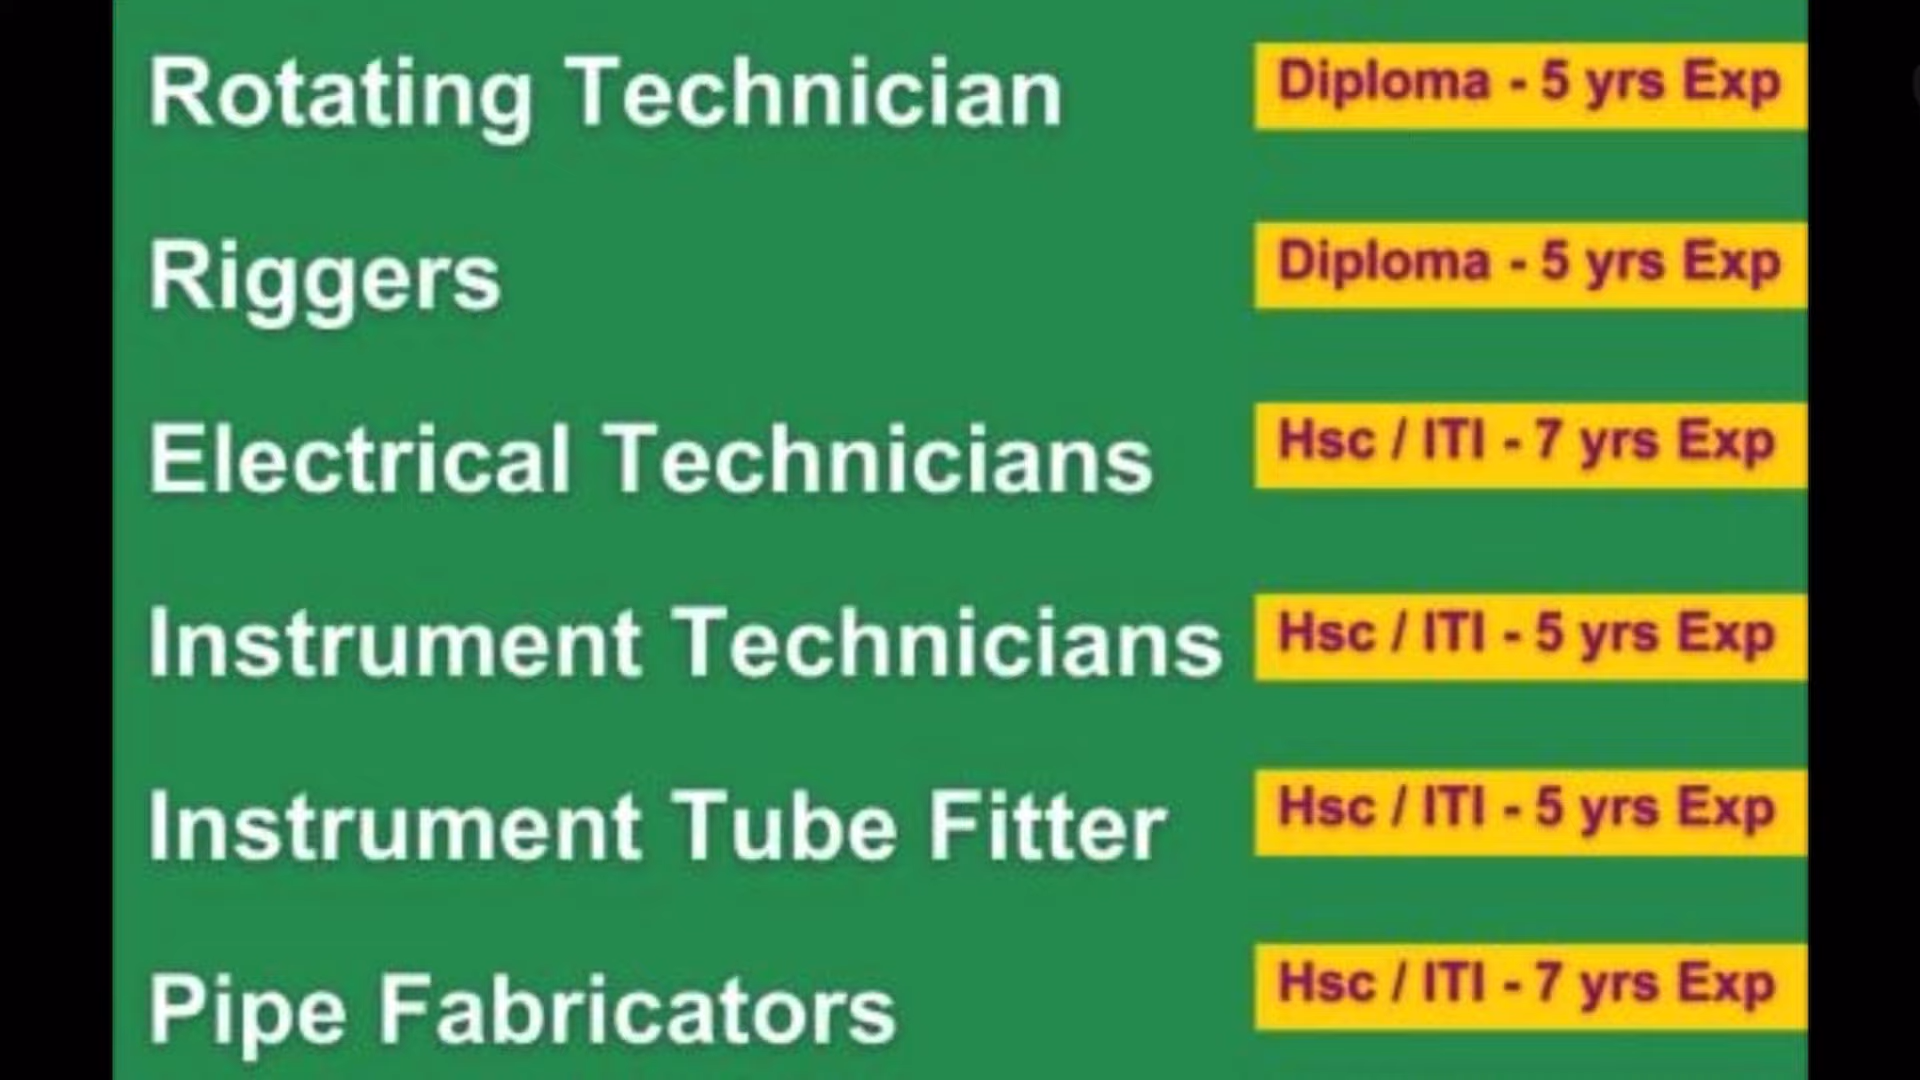 Rotating Technician
Diploma - 5 yrs Exp
Riggers
Diploma - 5 yrs Exp
Electrical Technicians
Hsc / ITI - 7 yrs Exp
Instrument Technicians
Hsc / ITI - 5 yrs Exp
Instrument Tube Fitter
Hsc / ITI - 5 yrs Exp
Pipe Fabricators
Hsc / ITI - 7 yrs Exp